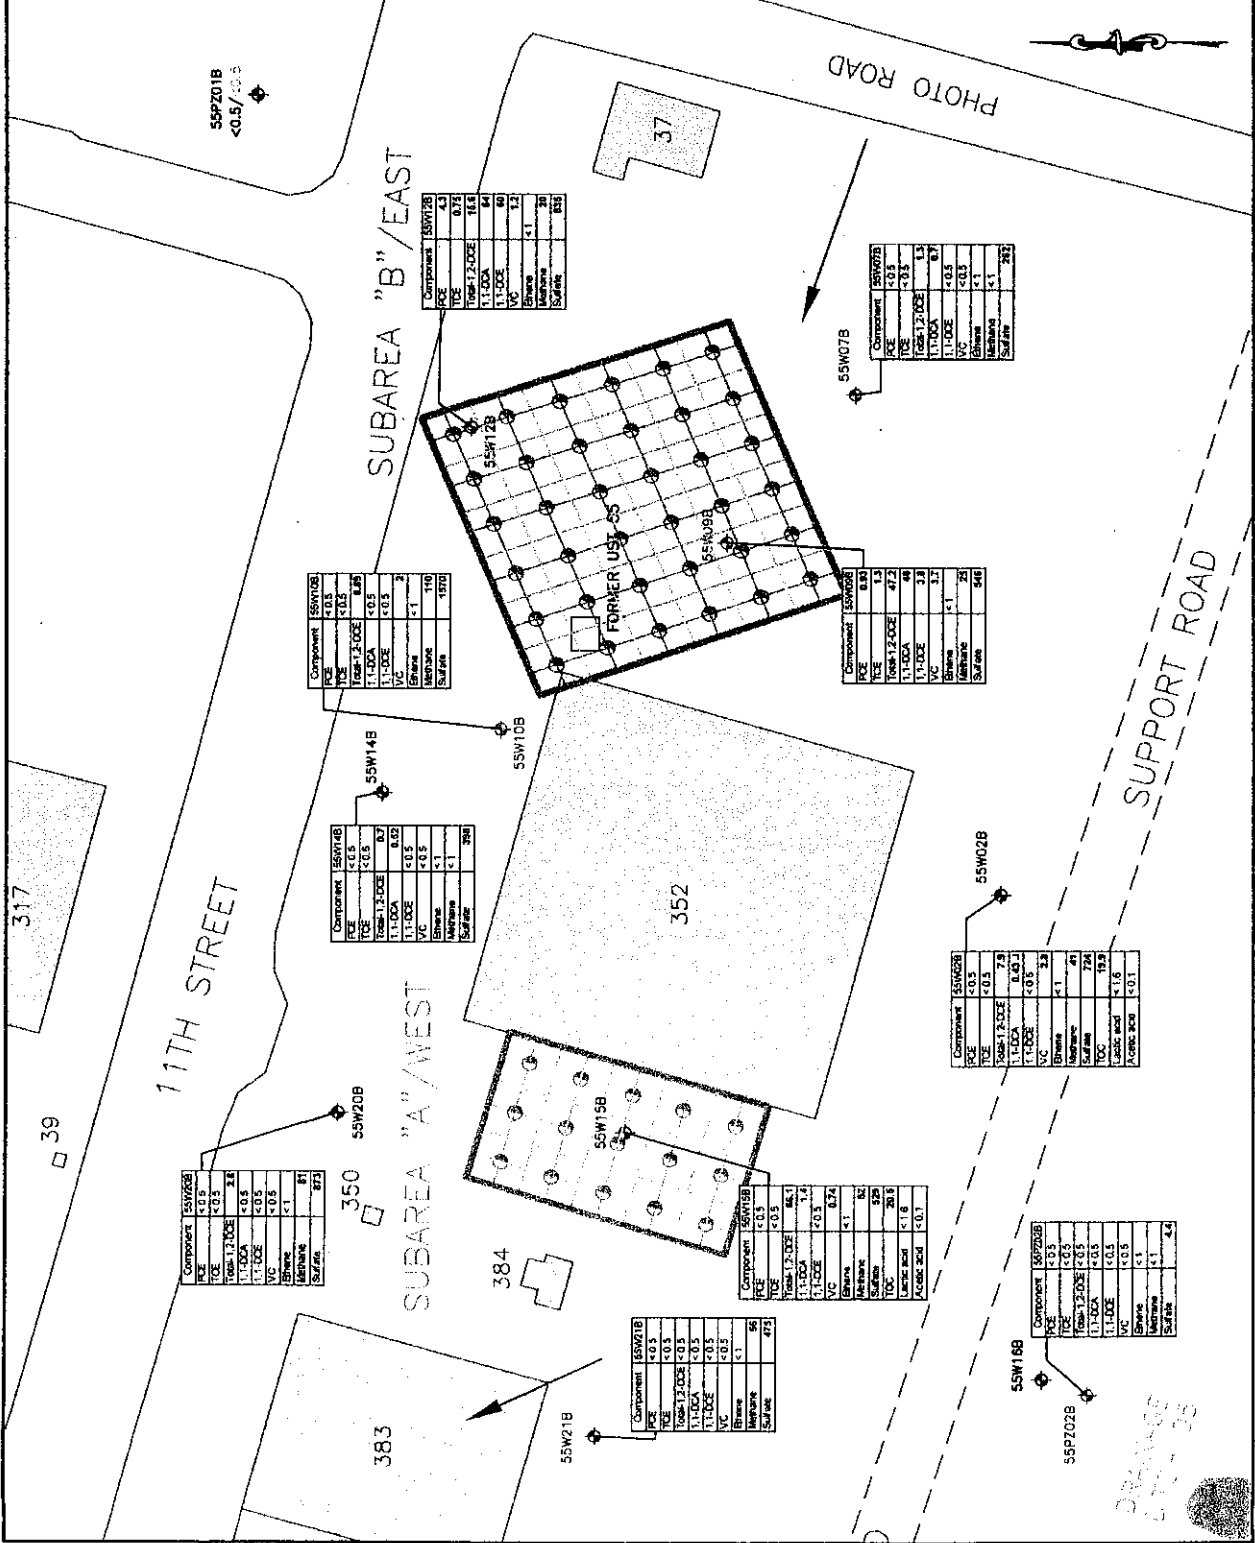 317
39
11TH STREET
55PZ01B
<0.5/<0.5
PHOTO ROAD
37
SUBAREA "B"/EAST
Component 55W12B
PCE 4.3
TCE 0.75
Total-1,2-DCE 15.6
1,1-DCA 64
1,1-DCE 60
VC 1.2
Ethene <1
Methane 20
Sulfate 835
55W12B
FORMER UST 55
55W09B
Component 55W09B
PCE 0.93
TCE 1.3
Total-1,2-DCE 47.2
1,1-DCA 46
1,1-DCE 3.8
VC 3.7
Ethene <1
Methane 25
Sulfate 546
55W07B
Component 55W07B
PCE <0.5
TCE <0.5
Total-1,2-DCE 1.3
1,1-DCA 0.7
1,1-DCE <0.5
VC <0.5
Ethene <1
Methane <1
Sulfate 262
Component 55W10B
PCE <0.5
TCE <0.5
Total-1,2-DCE 8.85
1,1-DCA <0.5
1,1-DCE <0.5
VC 2
Ethene <1
Methane 110
Sulfate 1570
55W10B
55W14B
Component 55W14B
PCE <0.5
TCE <0.5
Total-1,2-DCE 0.7
1,1-DCA 0.52
1,1-DCE <0.5
VC <0.5
Ethene <1
Methane <1
Sulfate 398
352
SUBAREA "A"/WEST
55W20B
Component 55W20B
PCE <0.5
TCE <0.5
Total-1,2-DCE 2.6
1,1-DCA <0.5
1,1-DCE <0.5
VC <0.5
Ethene <1
Methane 81
Sulfate 873
350
384
383
55W15B
Component 55W15B
PCE <0.5
TCE <0.5
Total-1,2-DCE 66.1
1,1-DCA 1.4
1,1-DCE <0.5
VC 0.74
Ethene <1
Methane 62
Sulfate 529
TOC 20.5
Lactic acid <1.6
Acetic acid <0.1
55W21B
Component 55W21B
PCE <0.5
TCE <0.5
Total-1,2-DCE <0.5
1,1-DCA <0.5
1,1-DCE <0.5
VC <0.5
Ethene <1
Methane 56
Sulfate 473
55W02B
Component 55W02B
PCE <0.5
TCE <0.5
Total-1,2-DCE 7.9
1,1-DCA 0.43 J
1,1-DCE <0.5
VC 2.8
Ethene <1
Methane 41
Sulfate 724
TOC 19.9
Lactic acid <1.6
Acetic acid <0.1
SUPPORT ROAD
55W16B
55PZ02B
Component 55PZ02B
PCE <0.5
TCE <0.5
Total-1,2-DCE <0.5
1,1-DCA <0.5
1,1-DCE <0.5
VC <0.5
Ethene <1
Methane <1
Sulfate 4.4